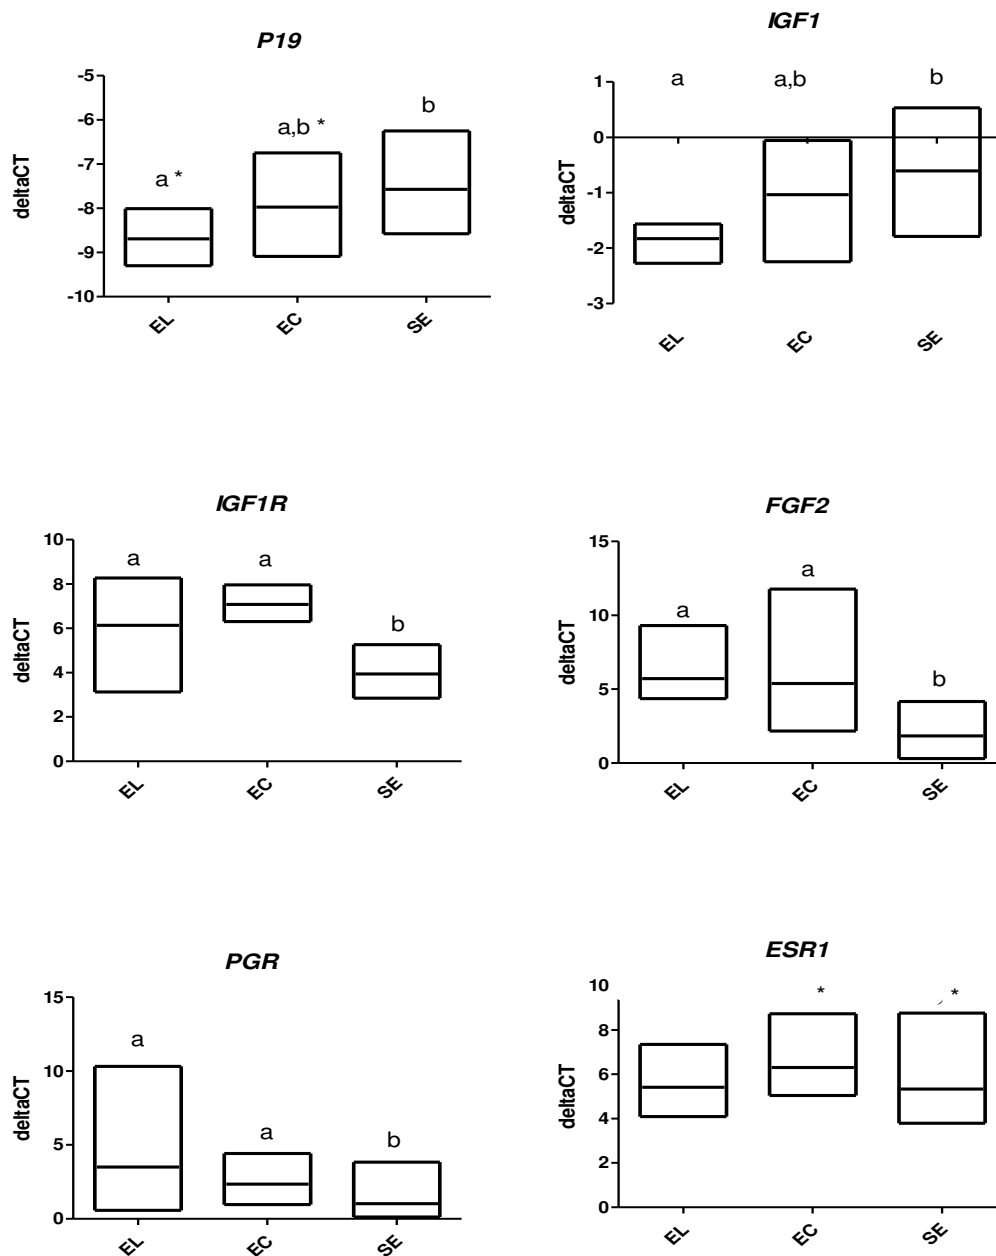 P19
-5
-6
-7
-8
-9
-10
deltaCT
a *
a,b *
b
EL
EC
SE
IGF1
1
0
-1
-2
-3
deltaCT
a
a,b
b
EL
EC
SE
IGF1R
10
8
6
4
2
0
deltaCT
a
a
b
EL
EC
SE
FGF2
15
10
5
0
deltaCT
a
a
b
EL
EC
SE
PGR
15
10
5
0
deltaCT
a
a
b
EL
EC
SE
ESR1
10
8
6
4
2
0
deltaCT
*
*
EL
EC
SE